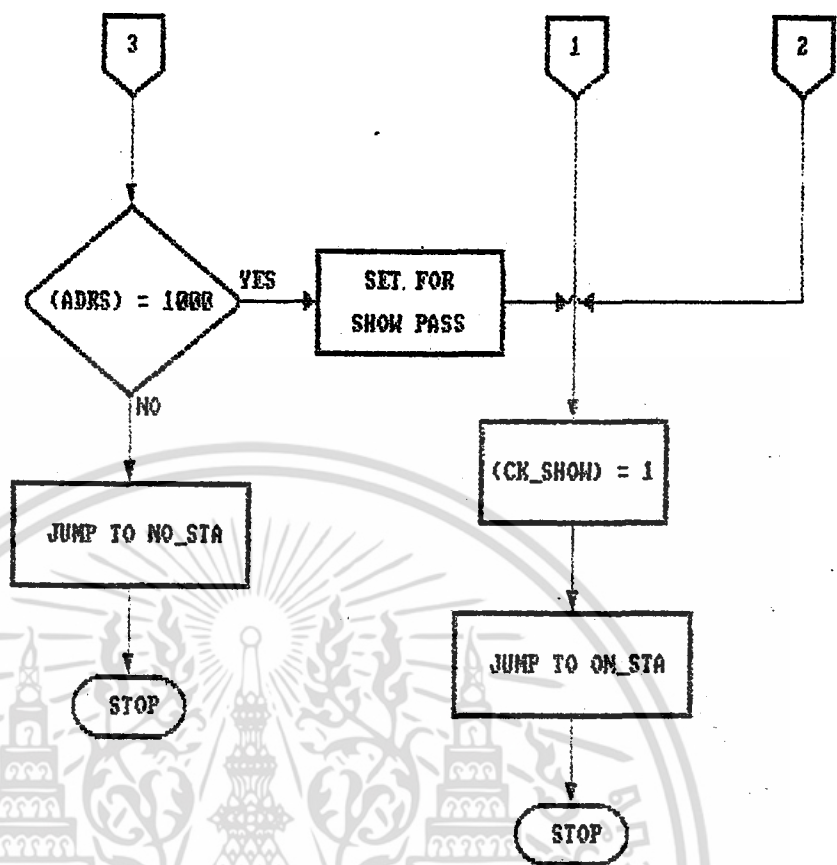 3
1
2
(ADRS) = 1000
YES
SET. FOR
SHOW PASS
NO
(CK_SHOW) = 1
JUMP TO NO_STA
JUMP TO ON_STA
STOP
STOP